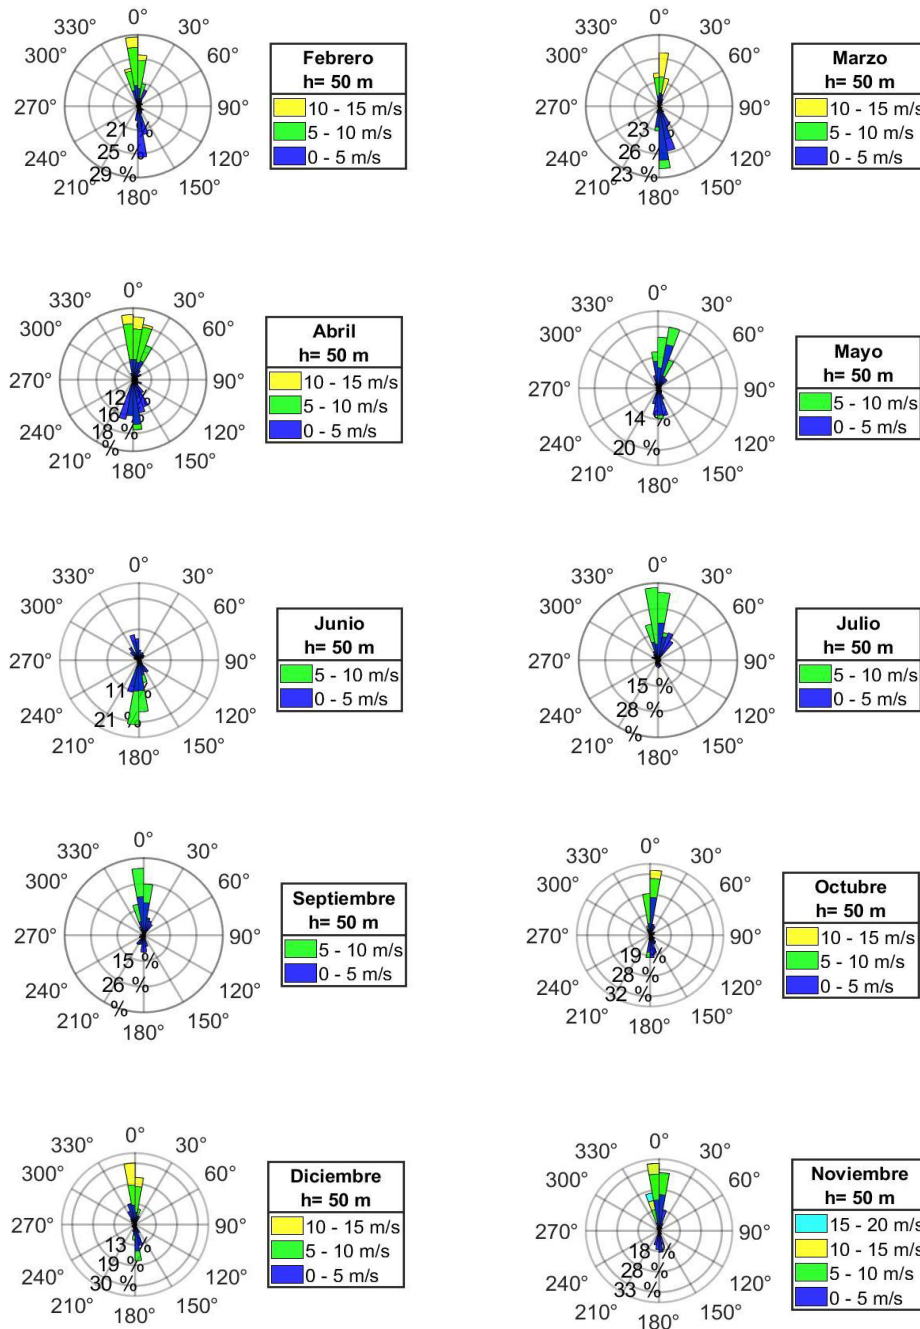 0°
330° 30°
300° 60°
270° 90°
240° 120°
210° 150°
180°
21 %
25 %
29 %
Febrero
h= 50 m
10 - 15 m/s
5 - 10 m/s
0 - 5 m/s
0°
330° 30°
300° 60°
270° 90°
240° 120°
210° 150°
180°
23 %
26 %
23 %
Marzo
h= 50 m
10 - 15 m/s
5 - 10 m/s
0 - 5 m/s
0°
330° 30°
300° 60°
270° 90°
240° 120°
210° 150°
180°
12 %
16 %
18 %
%
Abril
h= 50 m
10 - 15 m/s
5 - 10 m/s
0 - 5 m/s
0°
330° 30°
300° 60°
270° 90°
240° 120°
210° 150°
180°
14 %
20 %
Mayo
h= 50 m
5 - 10 m/s
0 - 5 m/s
0°
330° 30°
300° 60°
270° 90°
240° 120°
210° 150°
180°
11 %
21 %
Junio
h= 50 m
5 - 10 m/s
0 - 5 m/s
0°
330° 30°
300° 60°
270° 90°
240° 120°
210° 150°
180°
15 %
28 %
%
Julio
h= 50 m
5 - 10 m/s
0 - 5 m/s
0°
330° 30°
300° 60°
270° 90°
240° 120°
210° 150°
180°
15 %
26 %
%
Septiembre
h= 50 m
5 - 10 m/s
0 - 5 m/s
0°
330° 30°
300° 60°
270° 90°
240° 120°
210° 150°
180°
19 %
28 %
32 %
Octubre
h= 50 m
10 - 15 m/s
5 - 10 m/s
0 - 5 m/s
0°
330° 30°
300° 60°
270° 90°
240° 120°
210° 150°
180°
13 %
19 %
30 %
Diciembre
h= 50 m
10 - 15 m/s
5 - 10 m/s
0 - 5 m/s
0°
330° 30°
300° 60°
270° 90°
240° 120°
210° 150°
180°
18 %
28 %
33 %
Noviembre
h= 50 m
15 - 20 m/s
10 - 15 m/s
5 - 10 m/s
0 - 5 m/s